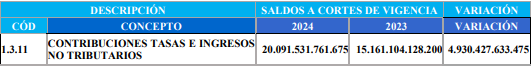 DESCRIPCIÓN SALDOS A CORTES DE VIGENCIA VARIACIÓN
CÓD CONCEPTO 2024 2023 VARIACIÓN
1.3.11 CONTRIBUCIONES TASAS E INGRESOS NO TRIBUTARIOS 20.091.531.761.675 15.161.104.128.200 4.930.427.633.475